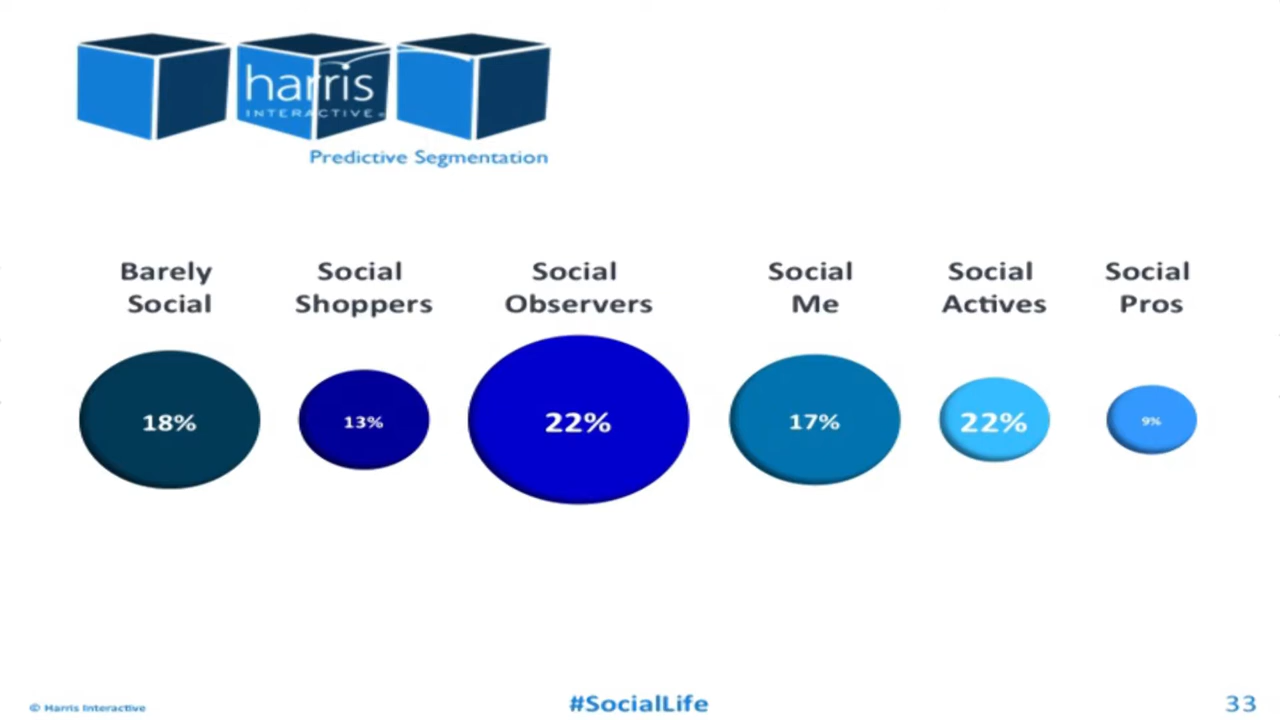 harris
INTERACTIVE
Predictive Segmentation
Barely Social
Social Shoppers
Social Observers
Social Me
Social Actives
Social Pros
18%
13%
22%
17%
22%
9%
© Harris Interactive
#SocialLife
33